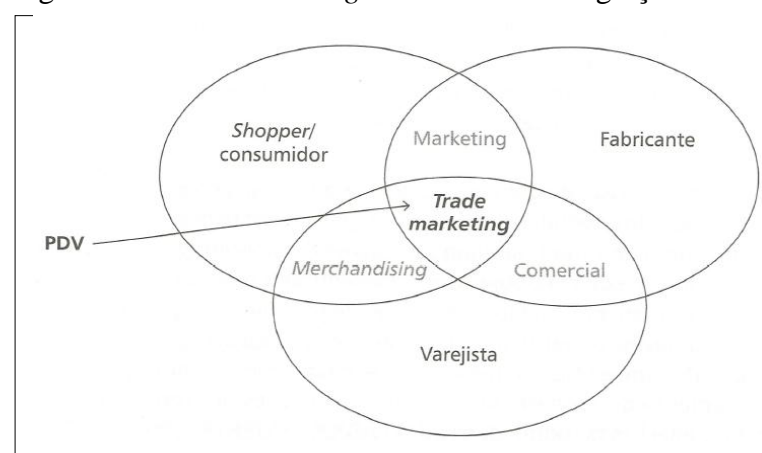 Shopper/
consumidor
Marketing
Fabricante
Trade
marketing
PDV
Merchandising
Comercial
Varejista